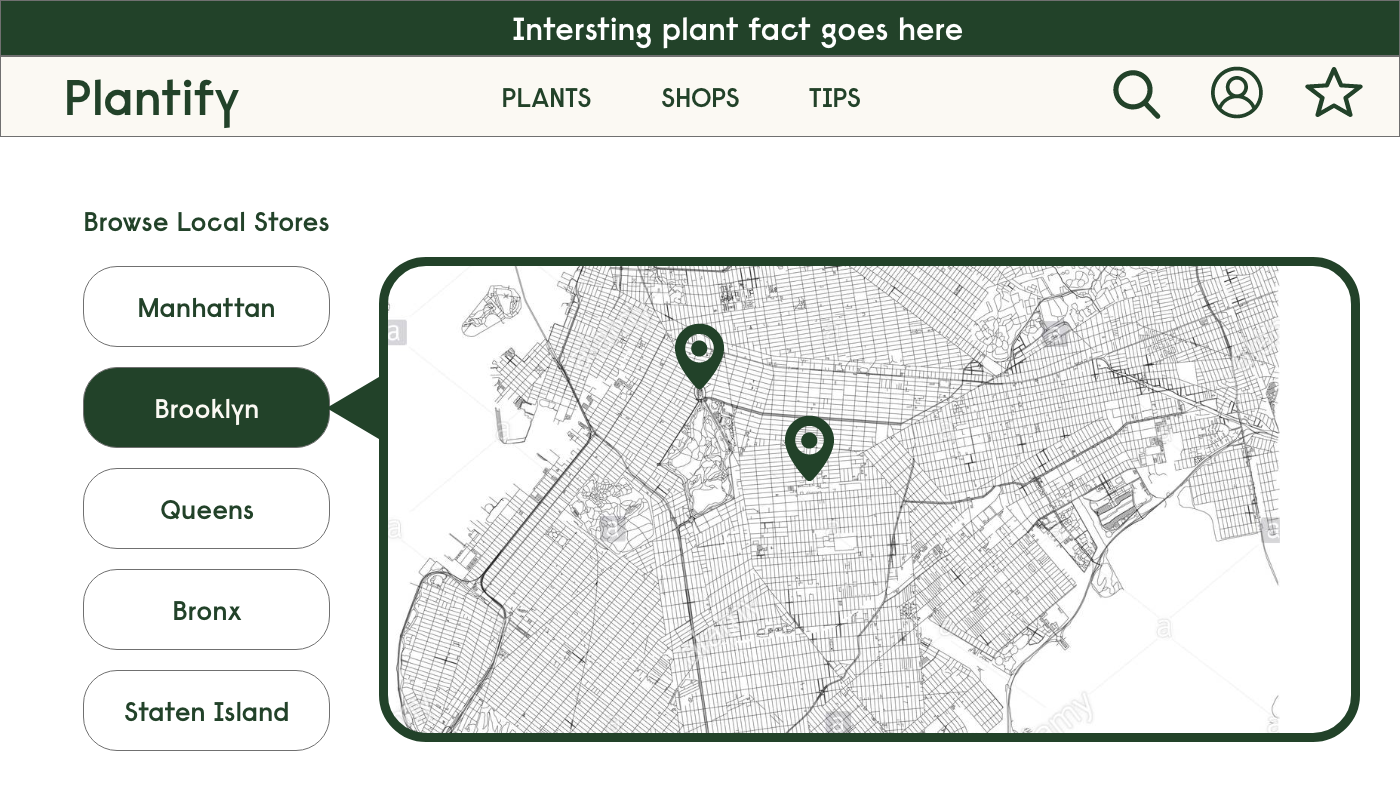 Intersting plant fact goes here
Plantify
PLANTS
SHOPS
TIPS
Browse Local Stores
Manhattan
Brooklyn
Queens
Bronx
Staten Island
a
a
a
a
a
a
a